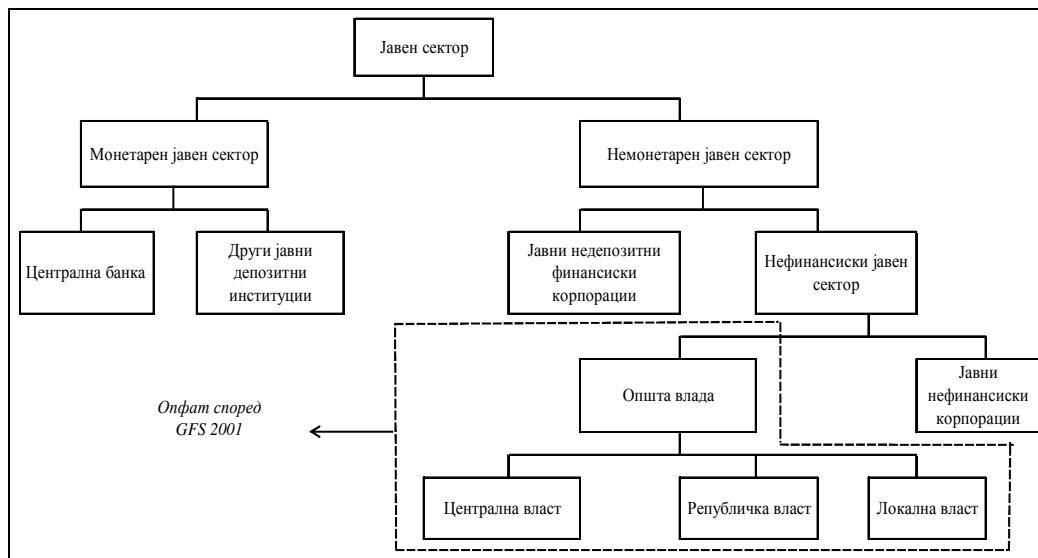 Јавен сектор
Монетарен јавен сектор
Немонетарен јавен сектор
Централна банка
Други јавни
депозитни
институции
Јавни недепозитни
финансиски
корпорации
Нефинансиски јавен
сектор
Општа влада
Јавни
нефинансиски
корпорации
Опфат според
GFS 2001
Централна власт
Републичка власт
Локална власт